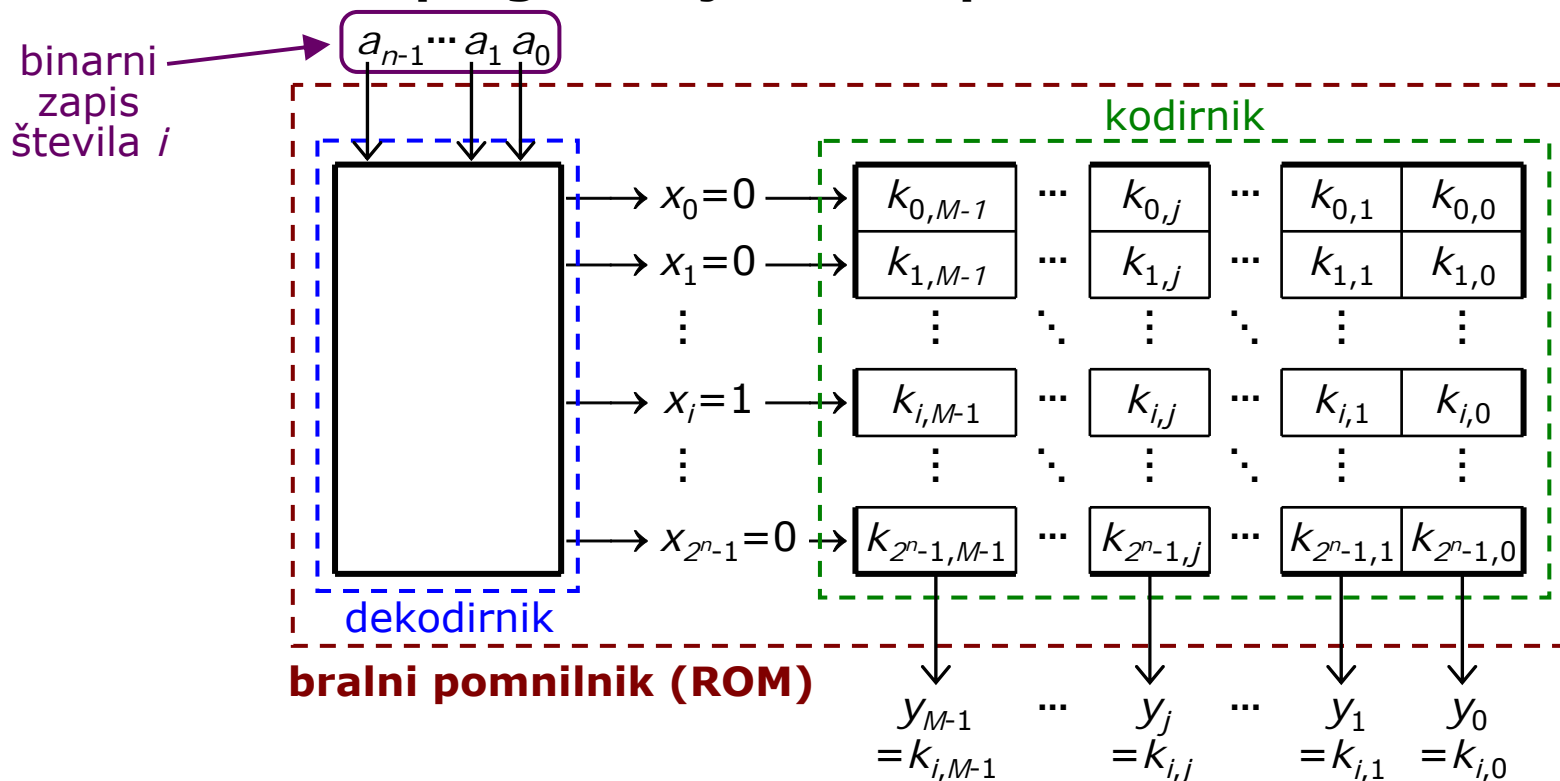 a_{n-1} ··· a_1 a_0
binarni
zapis
števila i
kodirnik
x_0=0 k_{0,M-1} ··· k_{0,j} ··· k_{0,1} k_{0,0}
x_1=0 k_{1,M-1} ··· k_{1,j} ··· k_{1,1} k_{1,0}
⋮ ⋮ ⋱ ⋮ ⋱ ⋮ ⋮
x_i=1 k_{i,M-1} ··· k_{i,j} ··· k_{i,1} k_{i,0}
⋮ ⋮ ⋱ ⋮ ⋱ ⋮ ⋮
x_{2^n-1}=0 k_{2^n-1,M-1} ··· k_{2^n-1,j} ··· k_{2^n-1,1} k_{2^n-1,0}
dekodirnik
bralni pomnilnik (ROM)
y_{M-1} ··· y_j ··· y_1 y_0
=k_{i,M-1} =k_{i,j} =k_{i,1} =k_{i,0}